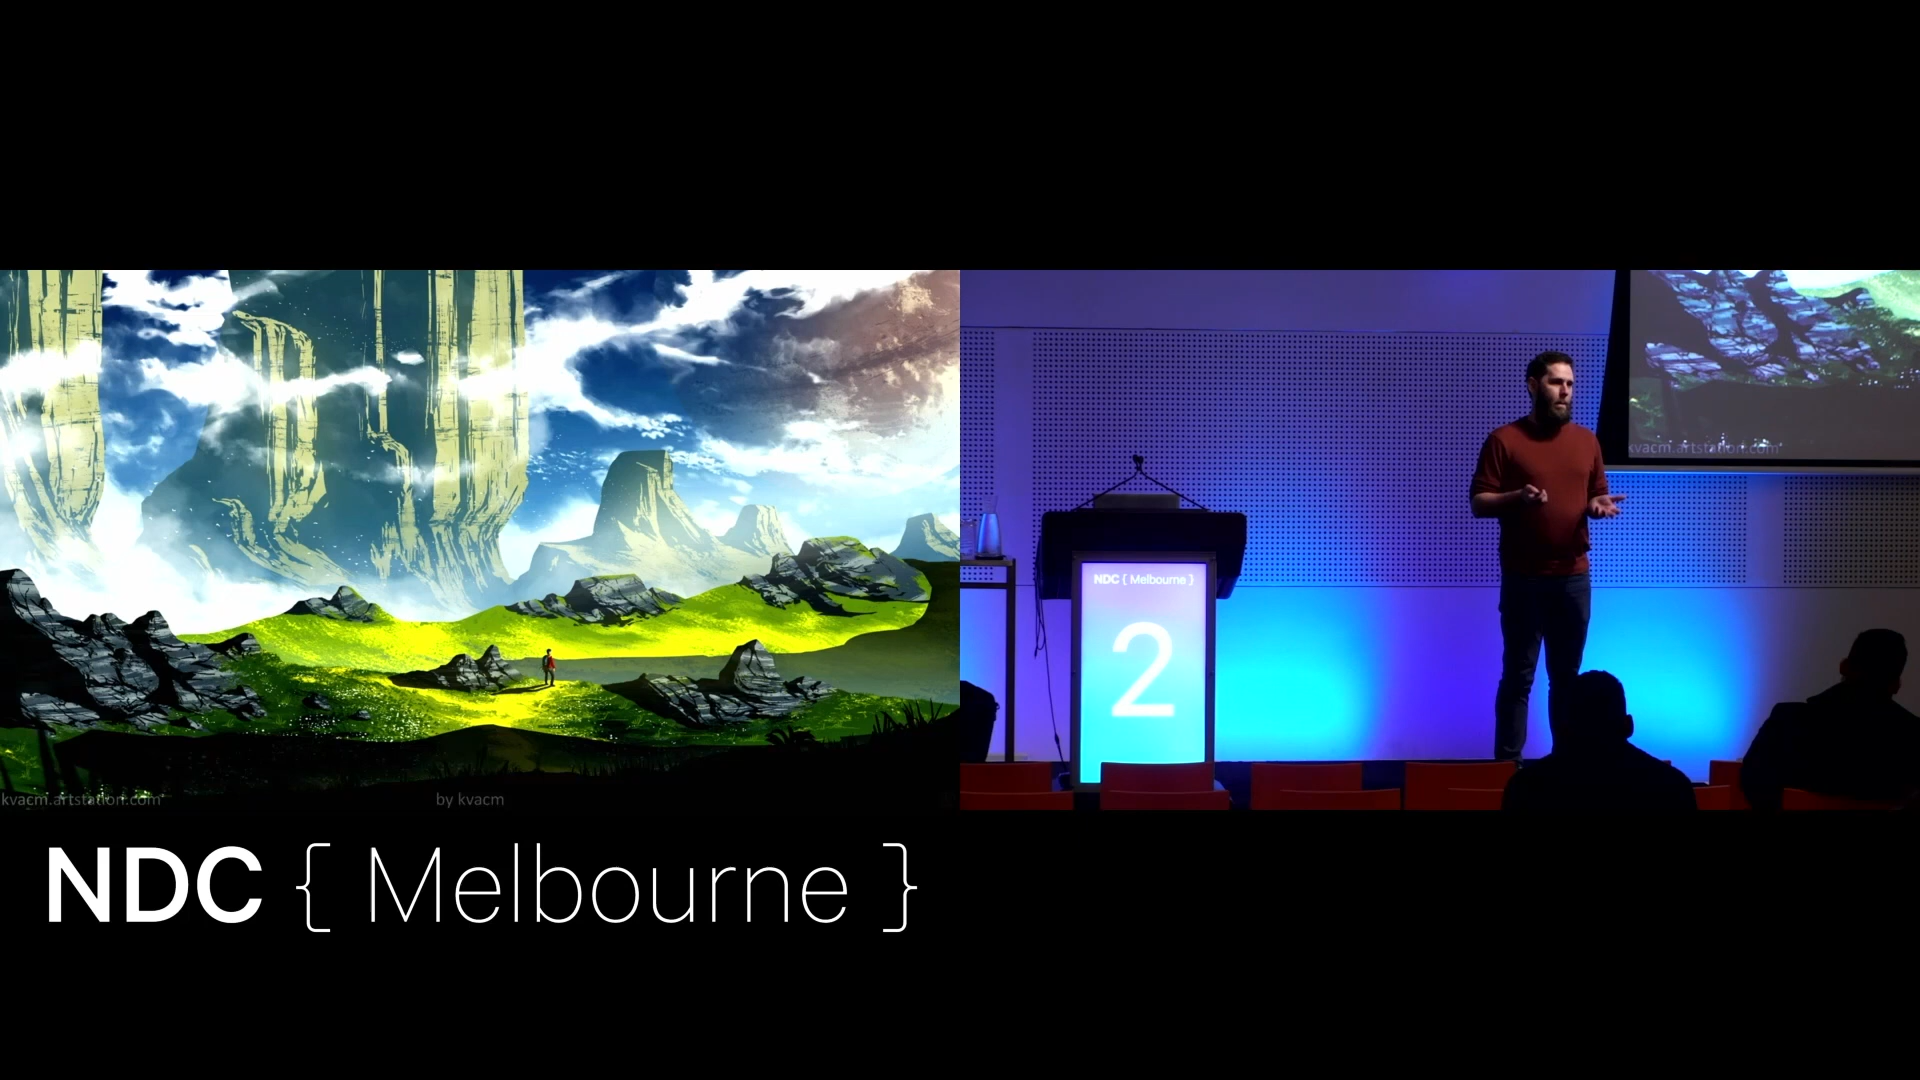 kvacm.artstation.com
by kvacm
NDC { Melbourne }
NDC { Melbourne }
2
kvacm.artstation.com